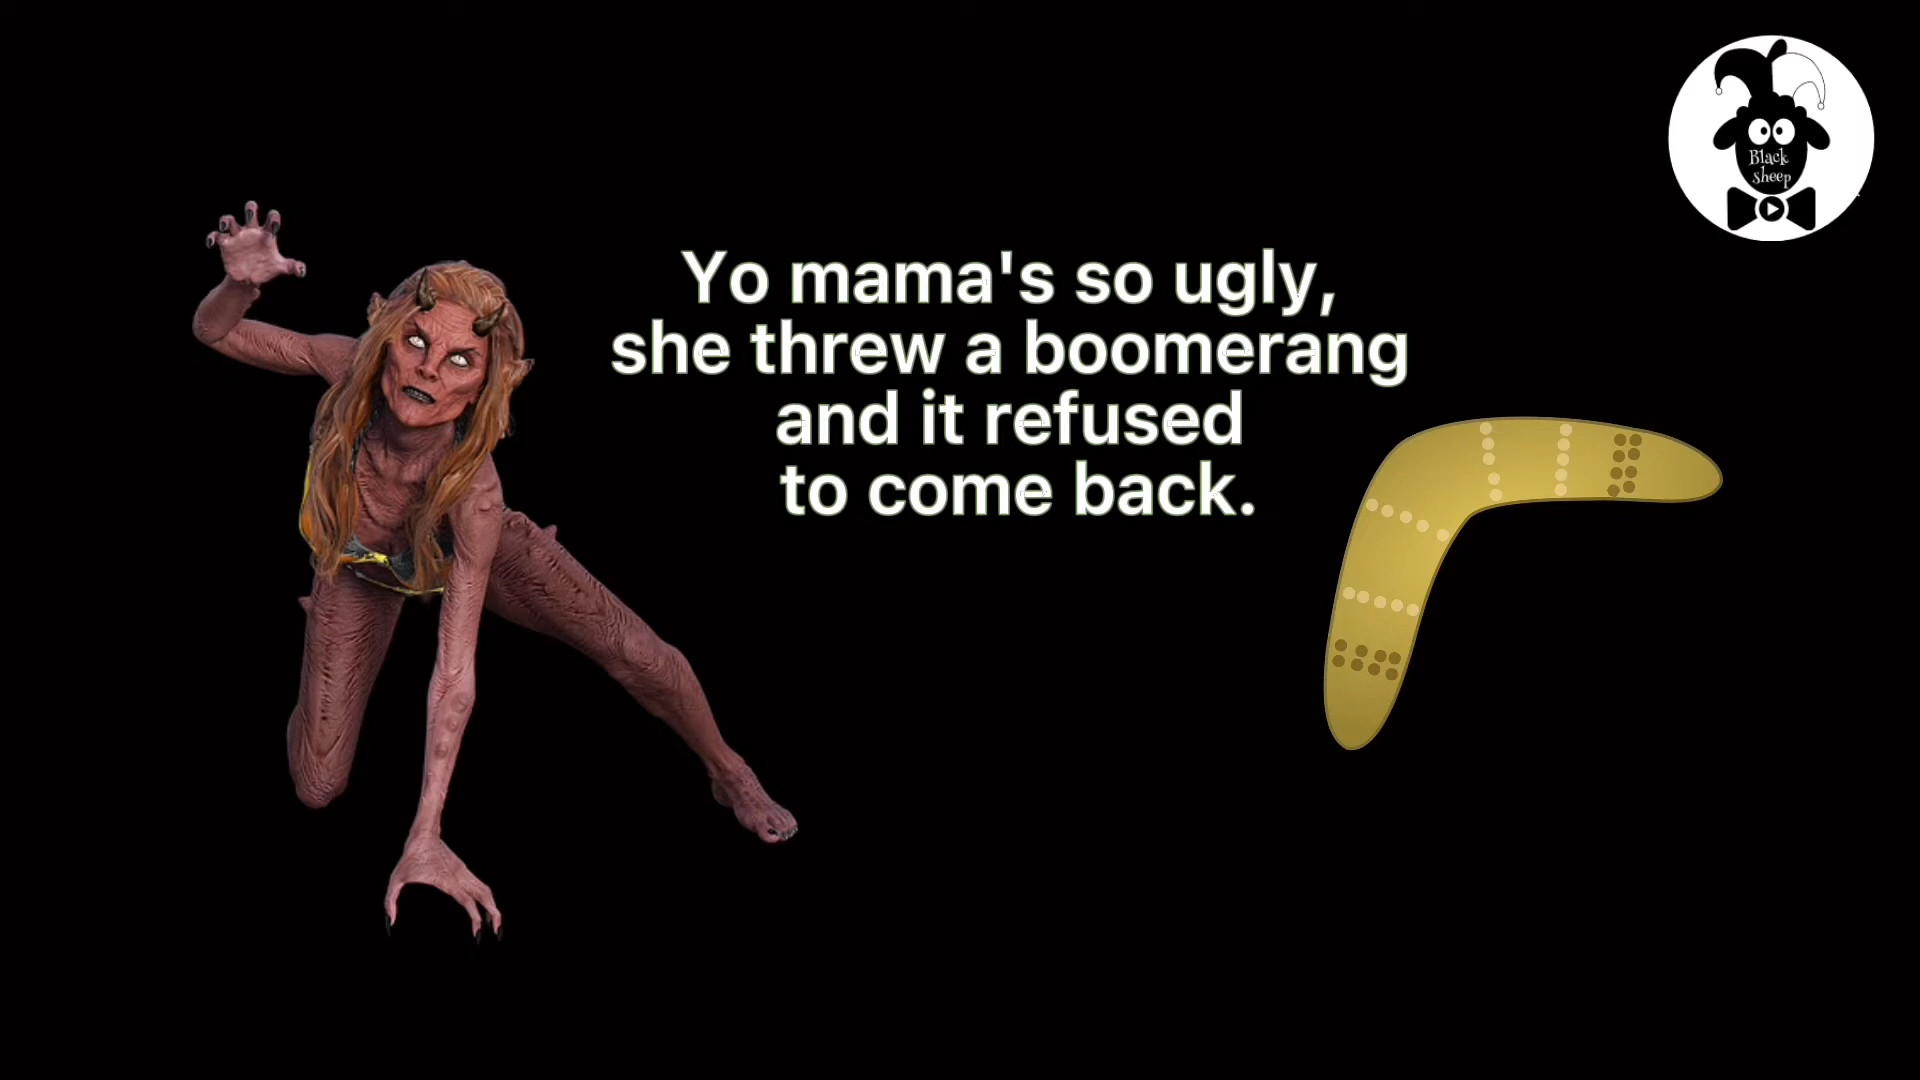 Black
Sheep
Yo mama's so ugly,
she threw a boomerang
and it refused
to come back.